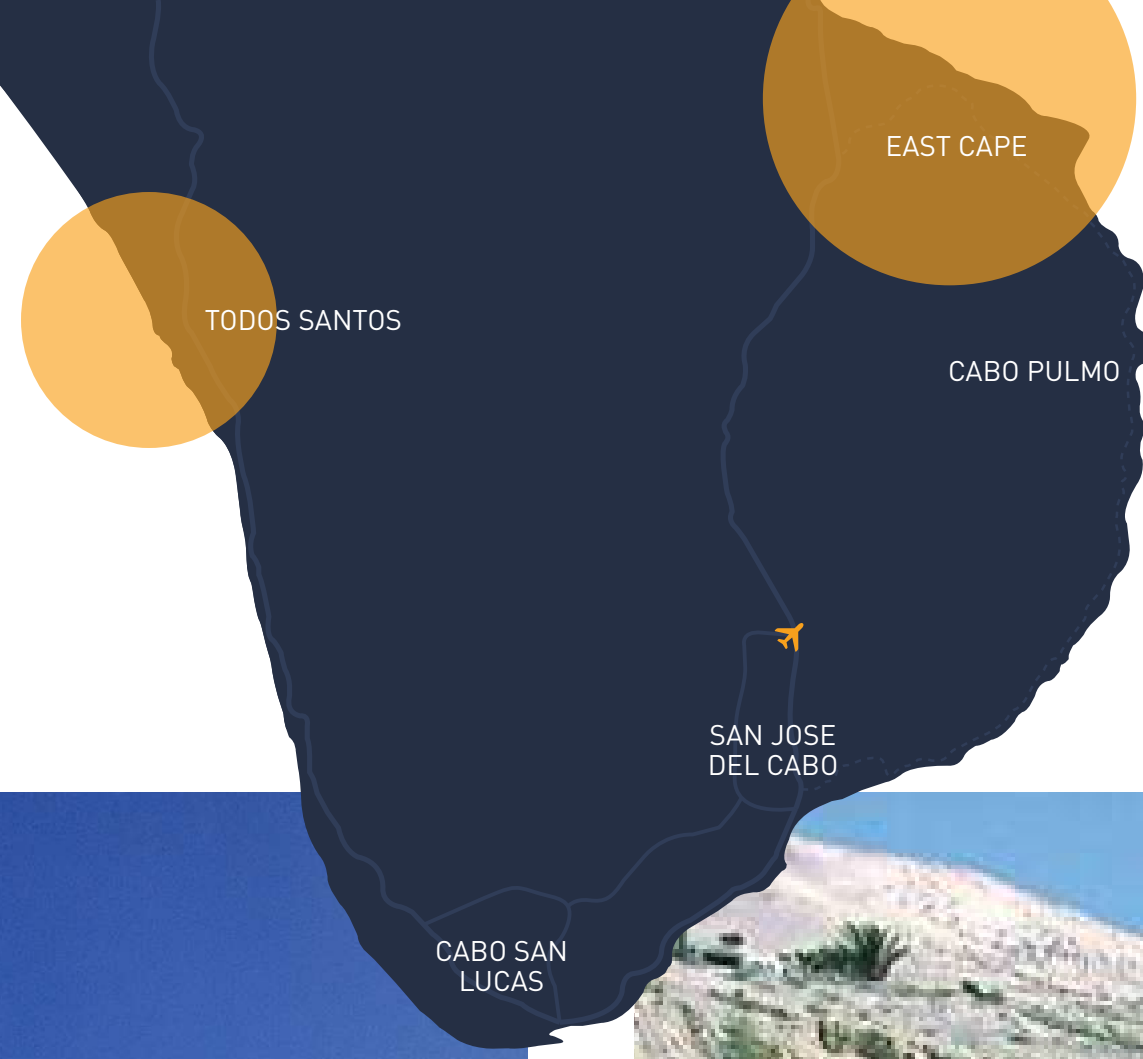 EAST CAPE
TODOS SANTOS
CABO PULMO
SAN JOSE
DEL CABO
CABO SAN
LUCAS